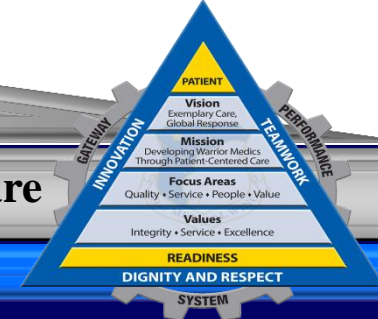 PATIENT
Vision
Exemplary Care,
Global Response
Mission
Developing Warrior Medics
Through Patient-Centered Care
Focus Areas
Quality • Service • People • Value
Values
Integrity • Service • Excellence
READINESS
DIGNITY AND RESPECT
INNOVATION
TEAMWORK
GATEWAY
PERFORMANCE
SYSTEM
are